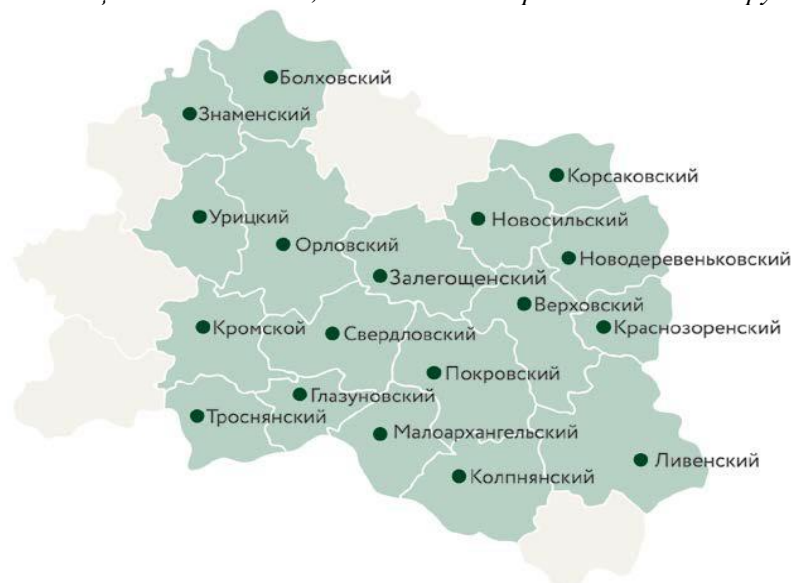 Болховский
Знаменский
Корсаковский
Урицкий
Новосильский
Орловский
Новодеревеньковский
Залегощенский
Верховский
Кромской
Свердловский
Краснозоренский
Покровский
Глазуновский
Троснянский
Малоархангельский
Ливенский
Колпнянский